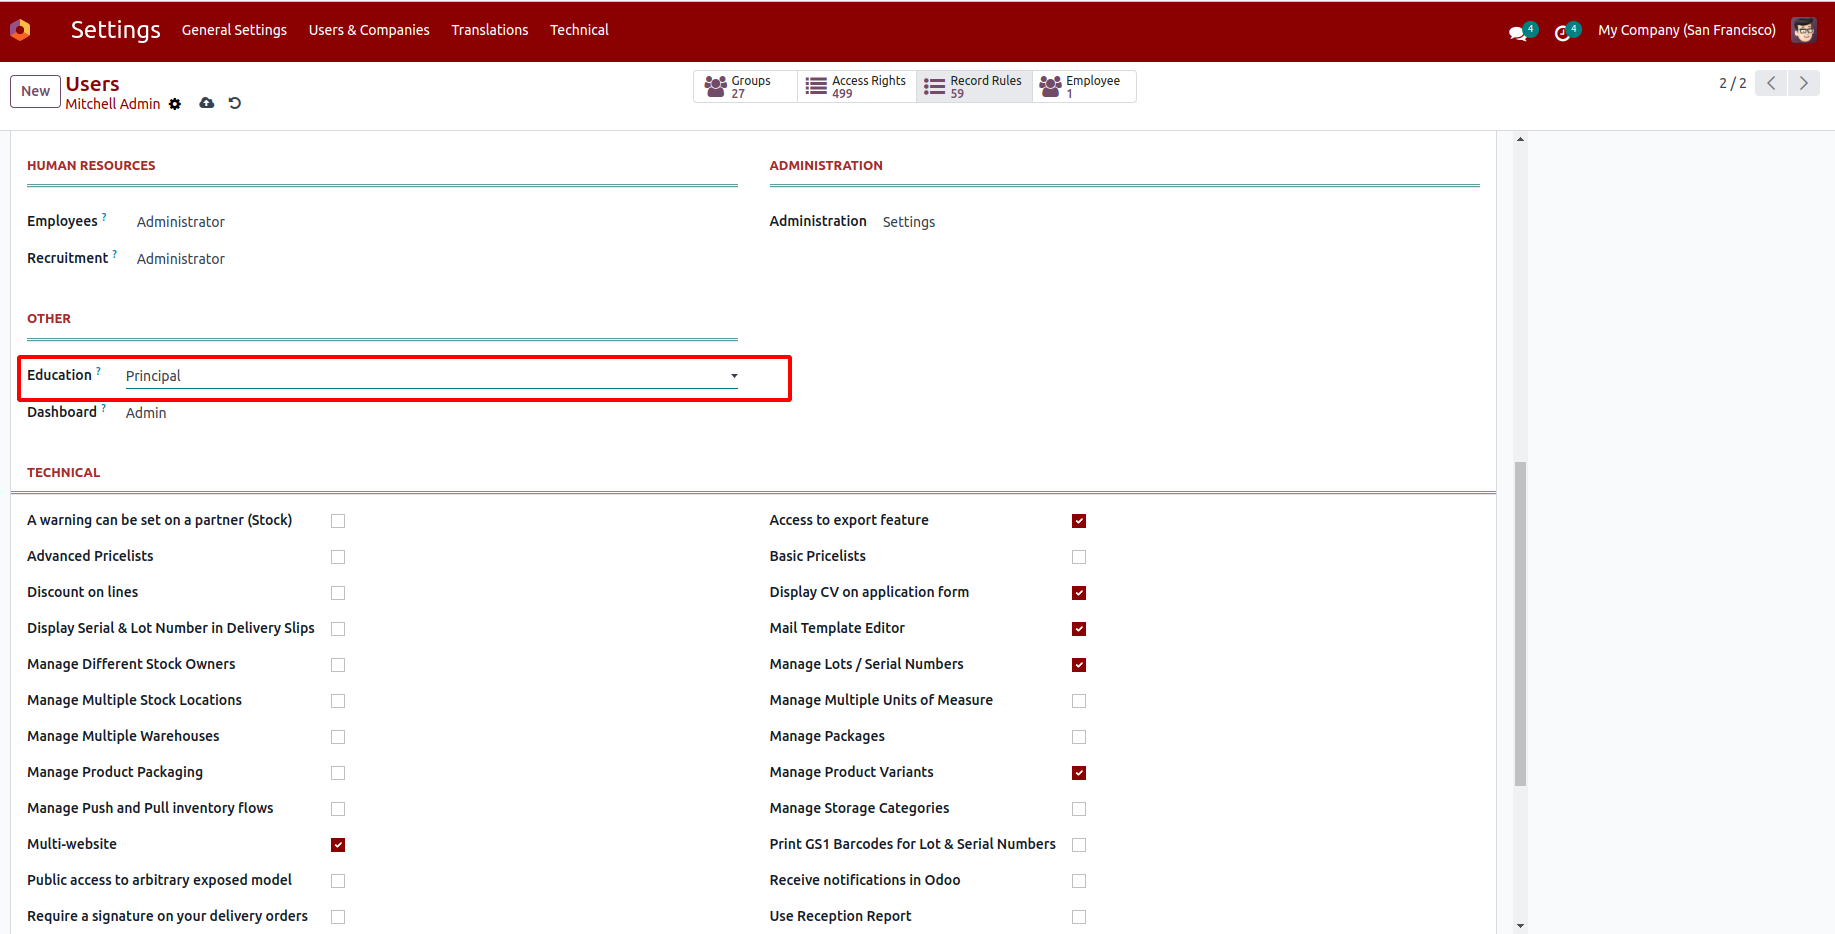 Settings General Settings Users & Companies Translations Technical 4 4 My Company (San Francisco)
New Users Groups Access Rights Record Rules Employee 2 / 2
Mitchell Admin 27 499 59 1
HUMAN RESOURCES ADMINISTRATION
Employees ? Administrator Administration Settings
Recruitment ? Administrator
OTHER
Education ? Principal
Dashboard ? Admin
TECHNICAL
A warning can be set on a partner (Stock) Access to export feature
Advanced Pricelists Basic Pricelists
Discount on lines Display CV on application form
Display Serial & Lot Number in Delivery Slips Mail Template Editor
Manage Different Stock Owners Manage Lots / Serial Numbers
Manage Multiple Stock Locations Manage Multiple Units of Measure
Manage Multiple Warehouses Manage Packages
Manage Product Packaging Manage Product Variants
Manage Push and Pull inventory flows Manage Storage Categories
Multi-website Print GS1 Barcodes for Lot & Serial Numbers
Public access to arbitrary exposed model Receive notifications in Odoo
Require a signature on your delivery orders Use Reception Report